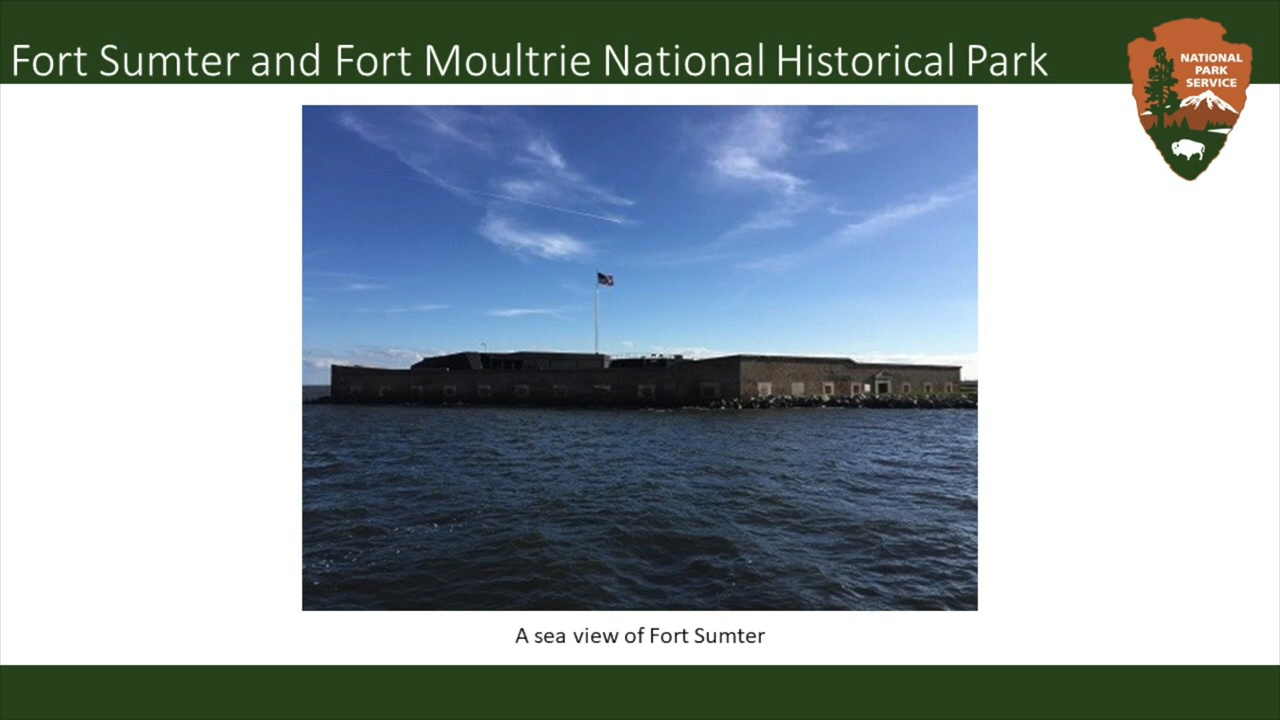 Fort Sumter and Fort Moultrie National Historical Park
NATIONAL
PARK
SERVICE
A sea view of Fort Sumter